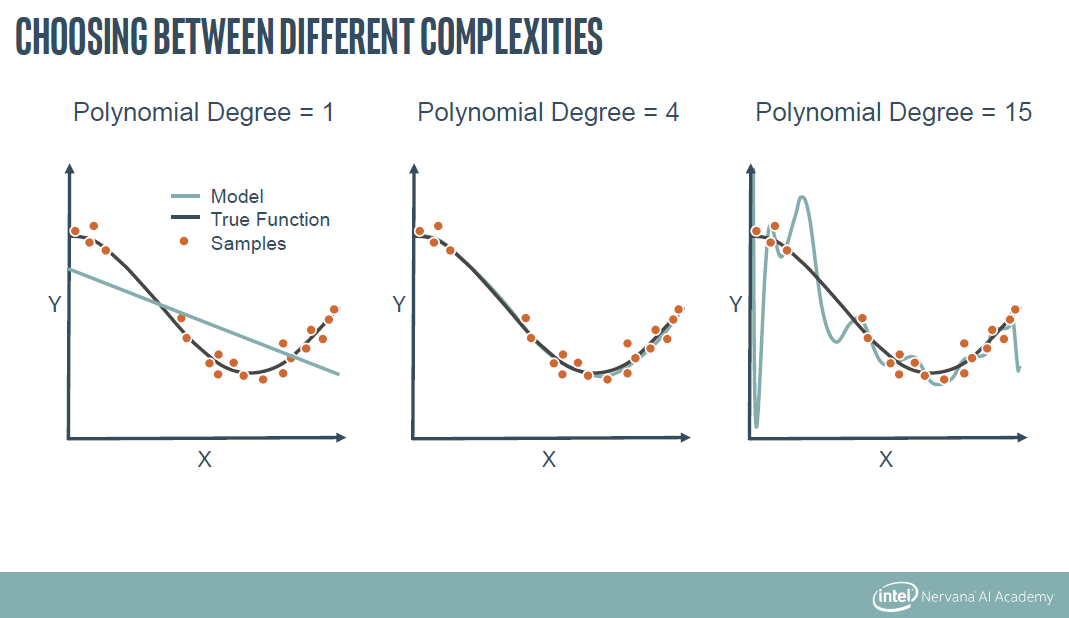 CHOOSING BETWEEN DIFFERENT COMPLEXITIES
Polynomial Degree = 1
Polynomial Degree = 4
Polynomial Degree = 15
Model
True Function
Samples
Y
X
Y
X
Y
X
intel Nervana™ AI Academy